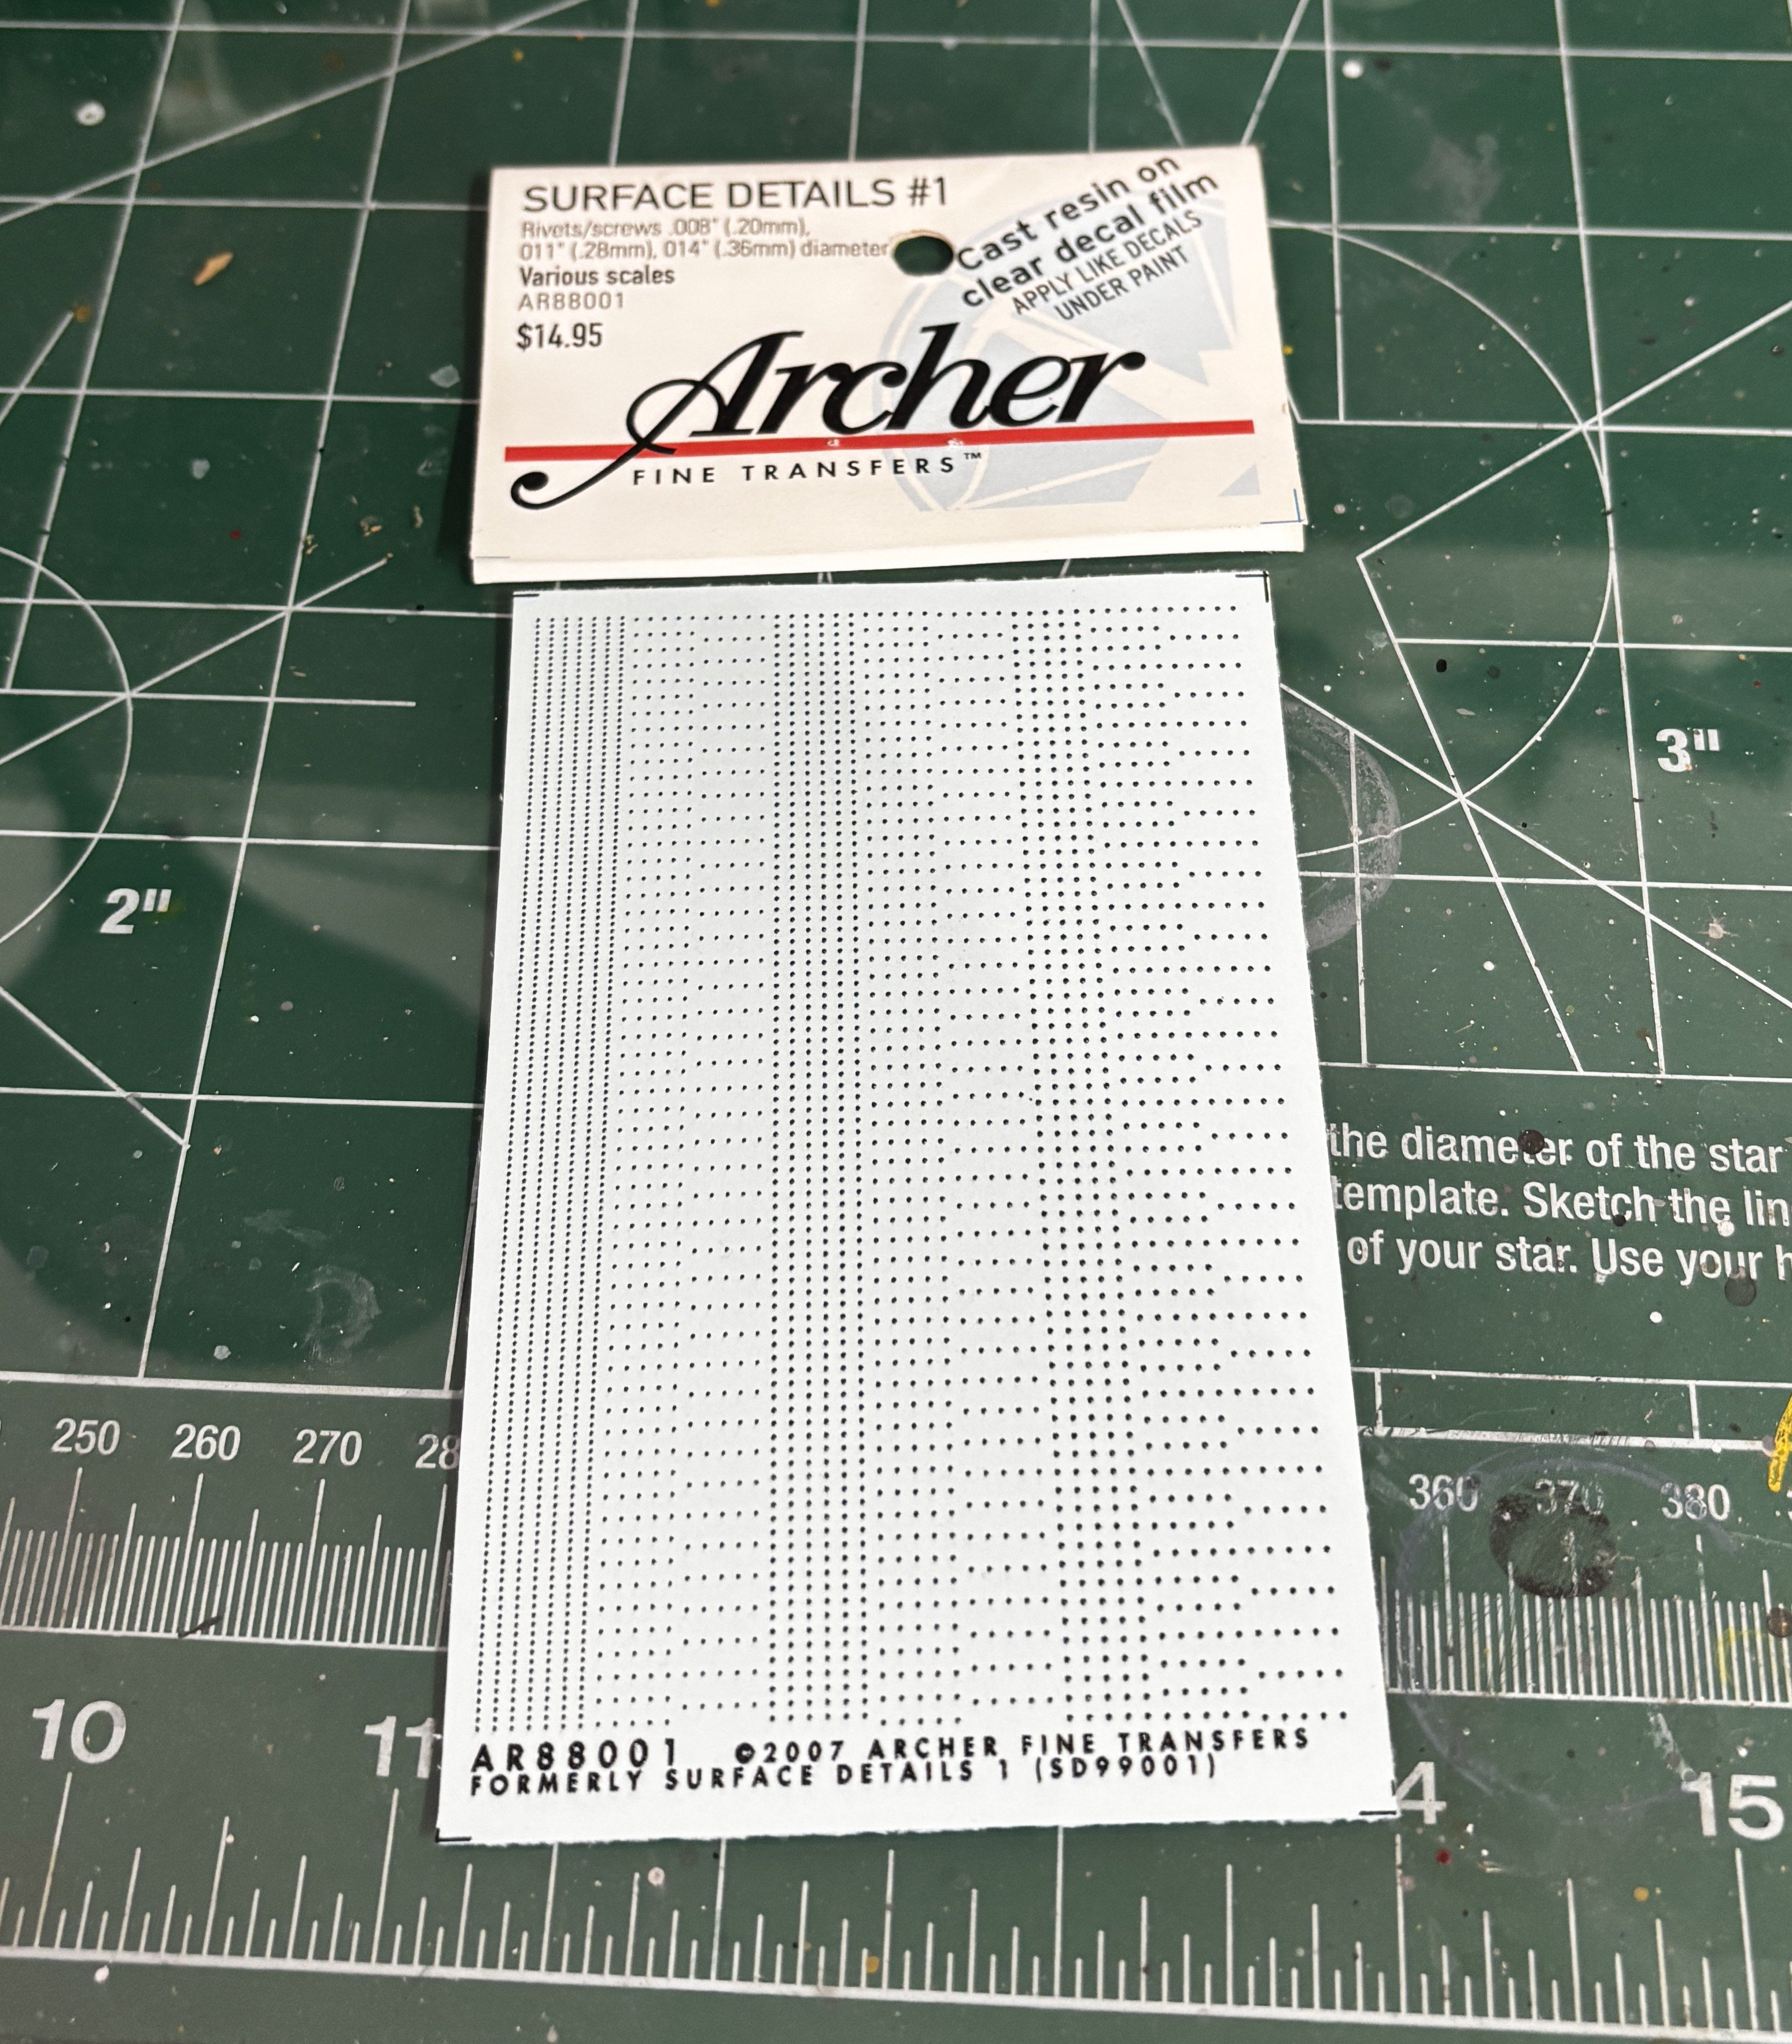 SURFACE DETAILS #1
Rivets/screws .008" (.20mm),
011" (.28mm), 014" (.36mm) diameter
Various scales
AR88001
$14.95
Cast resin on
clear decal film
APPLY LIKE DECALS
UNDER PAINT
Archer
FINE TRANSFERS™
3"
2"
the diameter of the star
template. Sketch the lin
of your star. Use your h
250 260 270 28
360 370 380
10 11 4 15
AR88001 ©2007 ARCHER FINE TRANSFERS
FORMERLY SURFACE DETAILS 1 (SD99001)